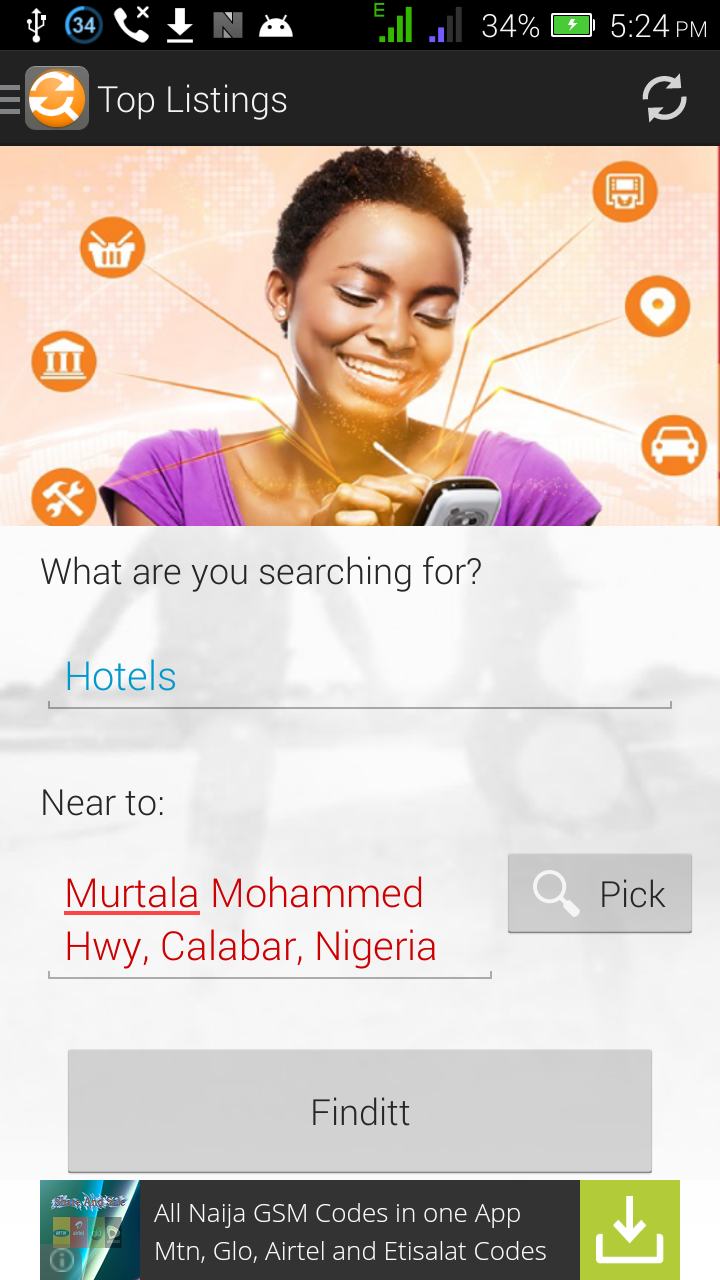 34
E
34%
5:24 PM
Top Listings
What are you searching for?
Hotels
Near to:
Murtala Mohammed
Hwy, Calabar, Nigeria
Pick
Finditt
All Naija GSM Codes in one App
Mtn, Glo, Airtel and Etisalat Codes